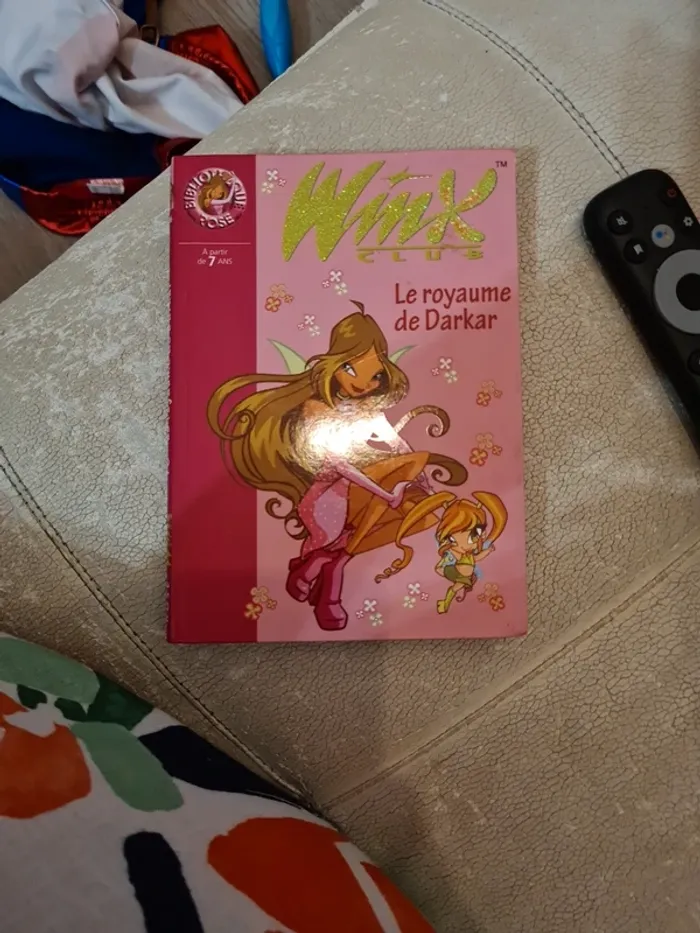 BIBLIOTHÈQUE
ROSE
A partir
de 7 ANS
WinX
CLUB
TM
Le royaume
de Darkar